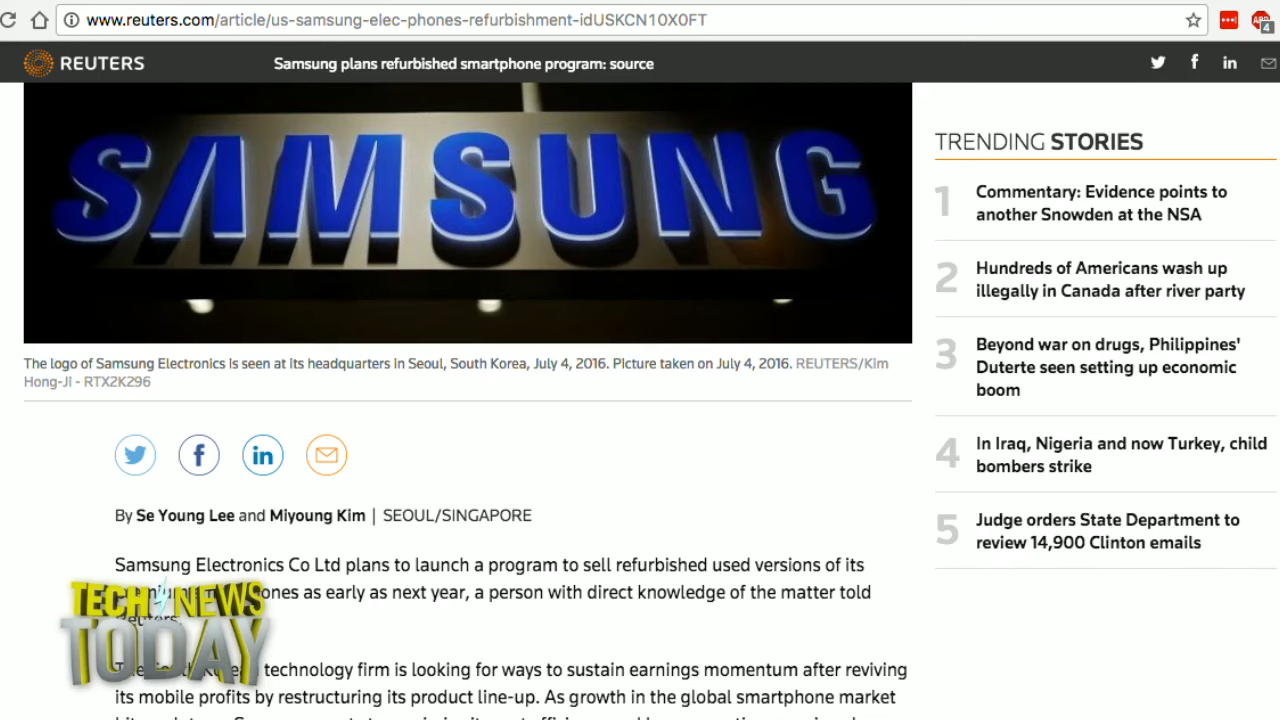 www.reuters.com/article/us-samsung-elec-phones-refurbishment-idUSKCN10X0FT
4
REUTERS
Samsung plans refurbished smartphone program: source
SAMSUNG
The logo of Samsung Electronics is seen at its headquarters in Seoul, South Korea, July 4, 2016. Picture taken on July 4, 2016. REUTERS/Kim
Hong-Ji - RTX2K296
By Se Young Lee and Miyoung Kim | SEOUL/SINGAPORE
Samsung Electronics Co Ltd plans to launch a program to sell refurbished used versions of its
ones as early as next year, a person with direct knowledge of the matter told
Reuters.
technology firm is looking for ways to sustain earnings momentum after reviving
its mobile profits by restructuring its product line-up. As growth in the global smartphone market
TECH NEWS
TODAY
TRENDING STORIES
1
Commentary: Evidence points to
another Snowden at the NSA
2
Hundreds of Americans wash up
illegally in Canada after river party
3
Beyond war on drugs, Philippines'
Duterte seen setting up economic
boom
4
In Iraq, Nigeria and now Turkey, child
bombers strike
5
Judge orders State Department to
review 14,900 Clinton emails